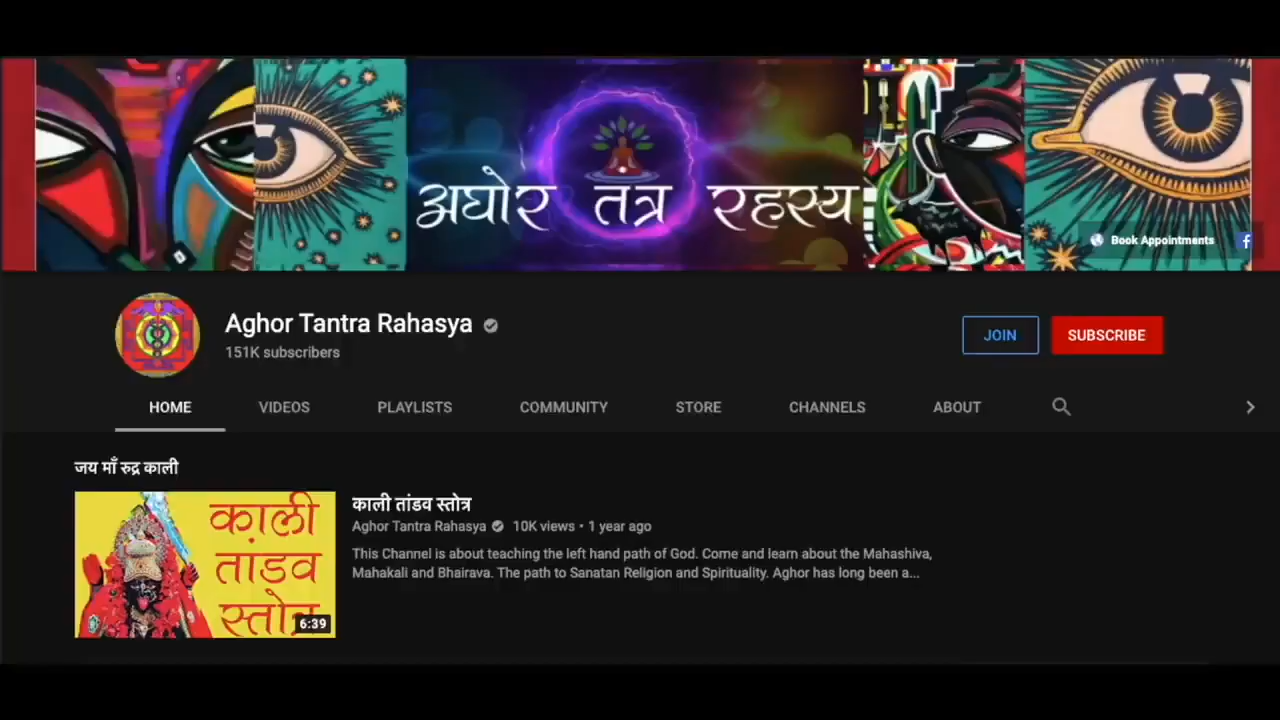 अघोर तत्र रहस्य
Book Appointments
Aghor Tantra Rahasya
151K subscribers
JOIN
SUBSCRIBE
HOME VIDEOS PLAYLISTS COMMUNITY STORE CHANNELS ABOUT
जय माँ रुद्र काली
काली
तांडव
स्तोत्र
6:39
काली तांडव स्तोत्र
Aghor Tantra Rahasya 10K views • 1 year ago
This Channel is about teaching the left hand path of God. Come and learn about the Mahashiva,
Mahakali and Bhairava. The path to Sanatan Religion and Spirituality. Aghor has long been a...